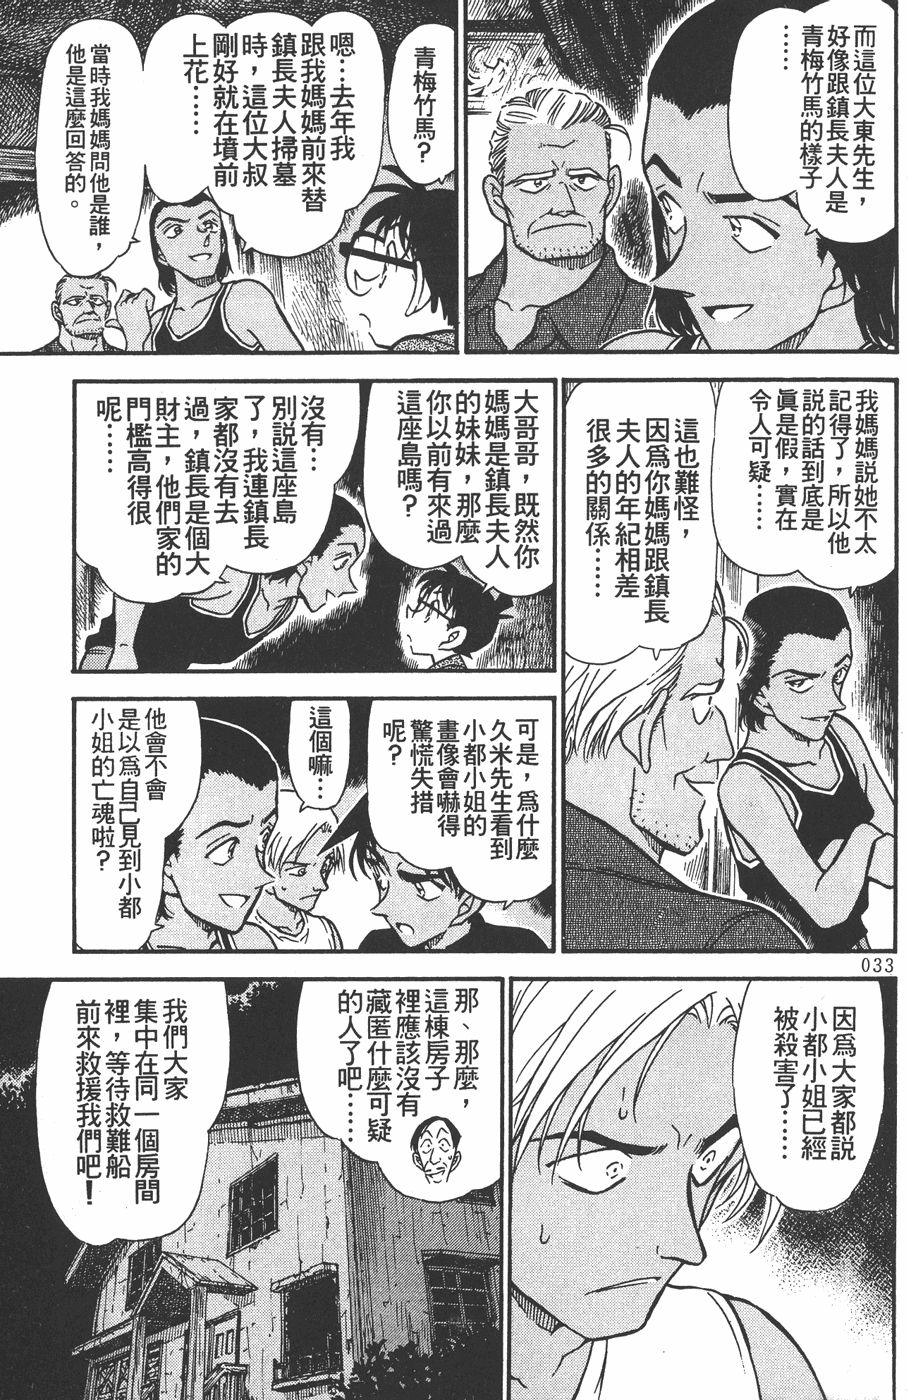 而這位大東先生，
好像跟鎮長夫人是
青梅竹馬的樣子
……
青梅竹馬？
嗯…去年我
跟我媽媽前來替
鎮長夫人掃墓
時，這位大叔
剛好就在墳前
上花……
當時我媽媽問他是誰，
他是這麼回答的。
我媽媽說她不太
記得了，所以他
說的話到底是
真是假，實在
令人可疑……
這也難怪，
因為你媽媽跟鎮長
夫人的年紀相差
很多的關係……
大哥哥，既然你
媽媽是鎮長夫人
的妹妹，那麼
你以前有來過
這座島嗎？
沒有…
別說這座島
了，我連鎮長
家都沒有去
過，鎮長是個大
財主，他們家的
門檻高得很
呢……
可是，為什麼
久米先生看到
小都小姐的
畫像會嚇得
驚慌失措
呢？
這個嘛…
他會不會
是以為自己見到小都
小姐的亡魂啦？
033
因為大家都說
小都小姐已經
被殺害了……
那、那麼，
這棟房子
裡應該沒有
藏匿什麼可疑
的人了吧……
我們大家
集中在同一個房間
裡，等待救難船
前來救援我們吧！